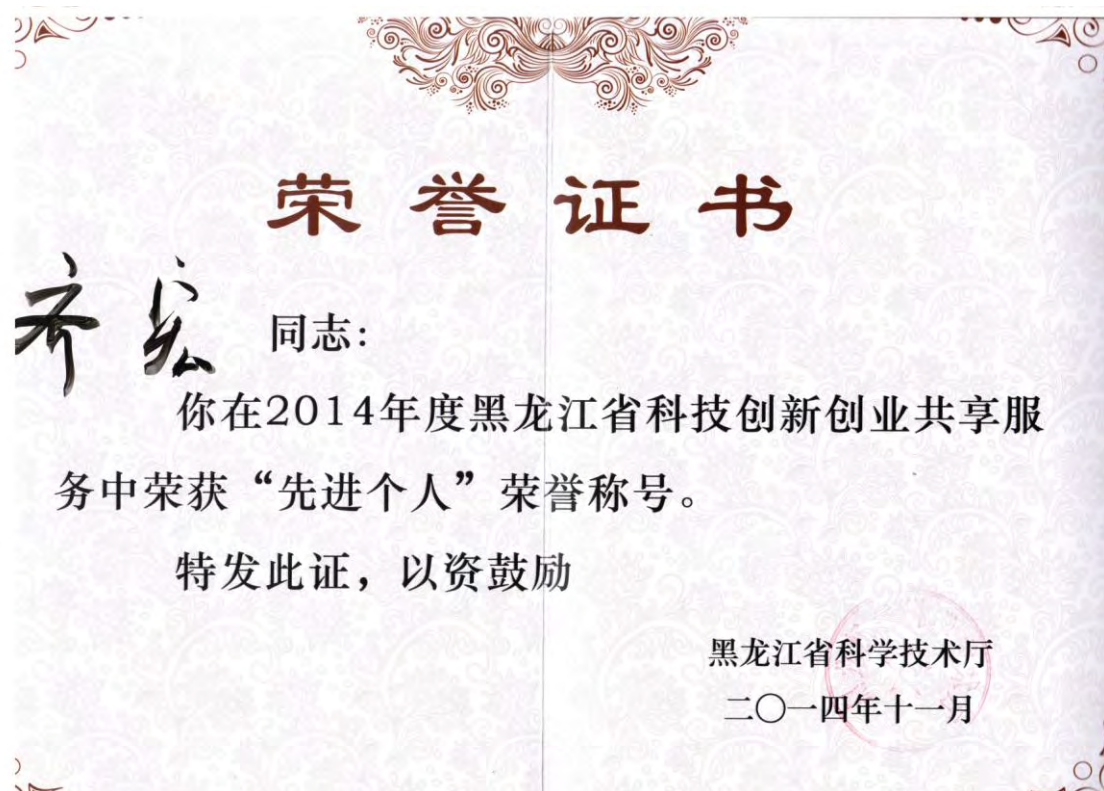 荣誉证书
齐宏 同志:
你在2014年度黑龙江省科技创新创业共享服
务中荣获“先进个人”荣誉称号。
特发此证，以资鼓励
黑龙江省科学技术厅
二〇一四年十一月